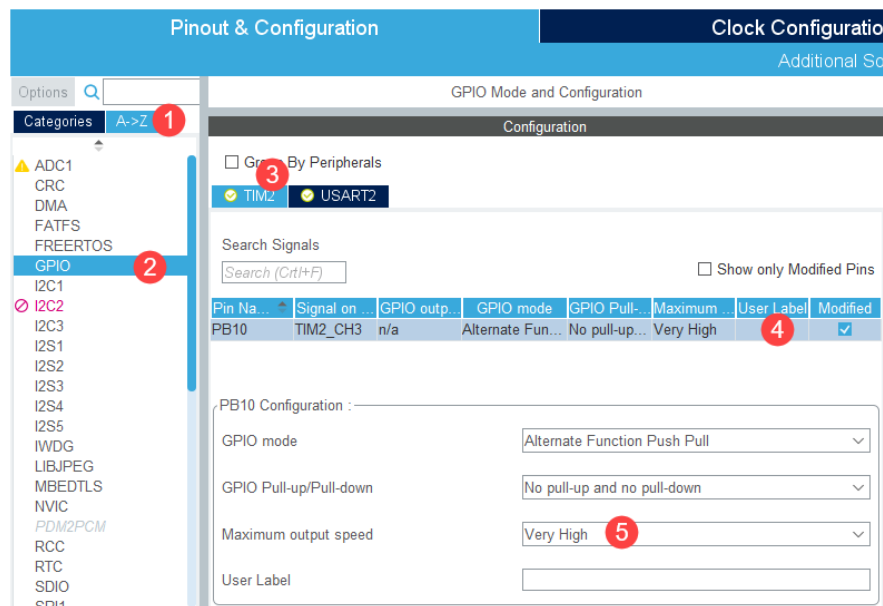 Pinout & Configuration
Clock Configuratio
Additional So
Options
GPIO Mode and Configuration
Categories
A->Z
1
Configuration
ADC1
CRC
DMA
FATFS
FREERTOS
GPIO
2
I2C1
I2C2
I2C3
I2S1
I2S2
I2S3
I2S4
I2S5
IWDG
LIBJPEG
MBEDTLS
NVIC
PDM2PCM
RCC
RTC
SDIO
SPI1
By Peripherals
3
TIM2
USART2
Search Signals
Search (Crtl+F)
Show only Modified Pins
Pin Na... Signal on ... GPIO outp... GPIO mode GPIO Pull-... Maximum ... User Label Modified
PB10 TIM2_CH3 n/a Alternate Fun... No pull-up... Very High 4
PB10 Configuration :
GPIO mode Alternate Function Push Pull
GPIO Pull-up/Pull-down No pull-up and no pull-down
Maximum output speed Very High 5
User Label